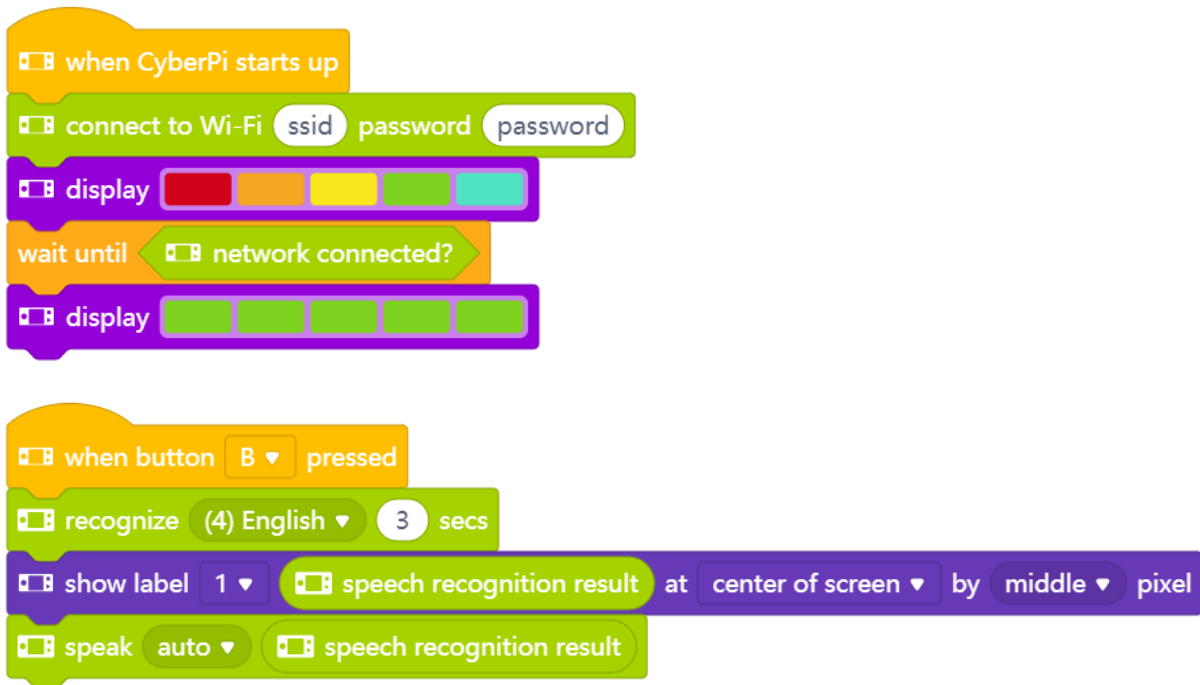 when CyberPi starts up
connect to Wi-Fi ssid password password
display
wait until network connected?
display
when button B pressed
recognize (4) English 3 secs
show label 1 speech recognition result at center of screen by middle pixel
speak auto speech recognition result